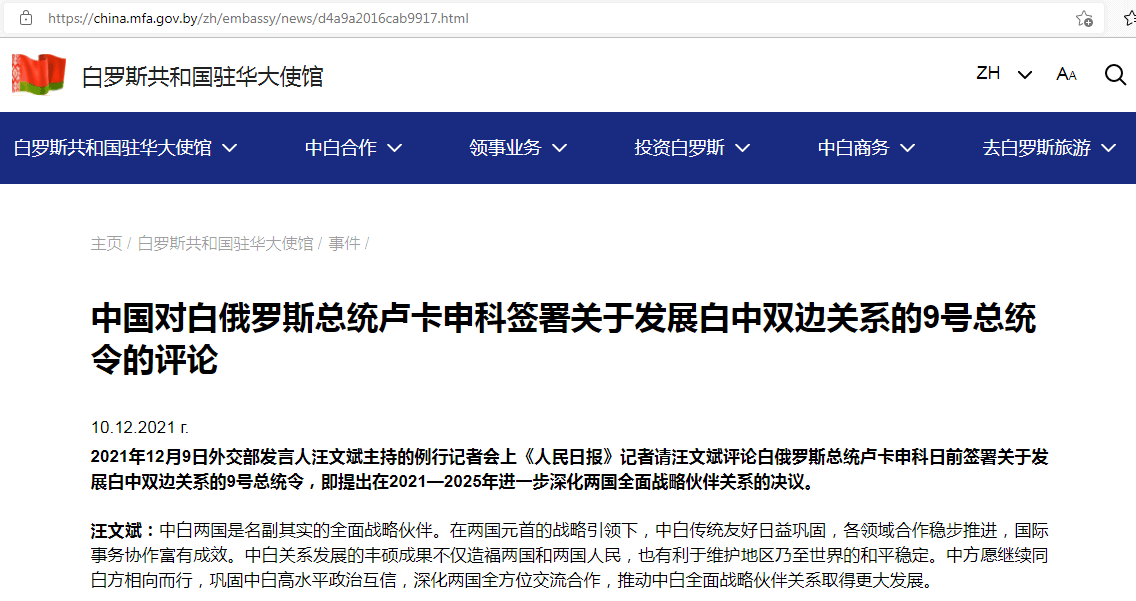 https://china.mfa.gov.by/zh/embassy/news/d4a9a2016cab9917.html
白罗斯共和国驻华大使馆
ZH
AA
白罗斯共和国驻华大使馆
中白合作
领事业务
投资白罗斯
中白商务
去白罗斯旅游
主页 / 白罗斯共和国驻华大使馆 / 事件 /
中国对白俄罗斯总统卢卡申科签署关于发展白中双边关系的9号总统
令的评论
10.12.2021 г.
2021年12月9日外交部发言人汪文斌主持的例行记者会上《人民日报》记者请汪文斌评论白俄罗斯总统卢卡申科日前签署关于发
展白中双边关系的9号总统令，即提出在2021—2025年进一步深化两国全面战略伙伴关系的决议。
汪文斌：中白两国是名副其实的全面战略伙伴。在两国元首的战略引领下，中白传统友好日益巩固，各领域合作稳步推进，国际
事务协作富有成效。中白关系发展的丰硕成果不仅造福两国和两国人民，也有利于维护地区乃至世界的和平稳定。中方愿继续同
白方相向而行，巩固中白高水平政治互信，深化两国全方位交流合作，推动中白全面战略伙伴关系取得更大发展。